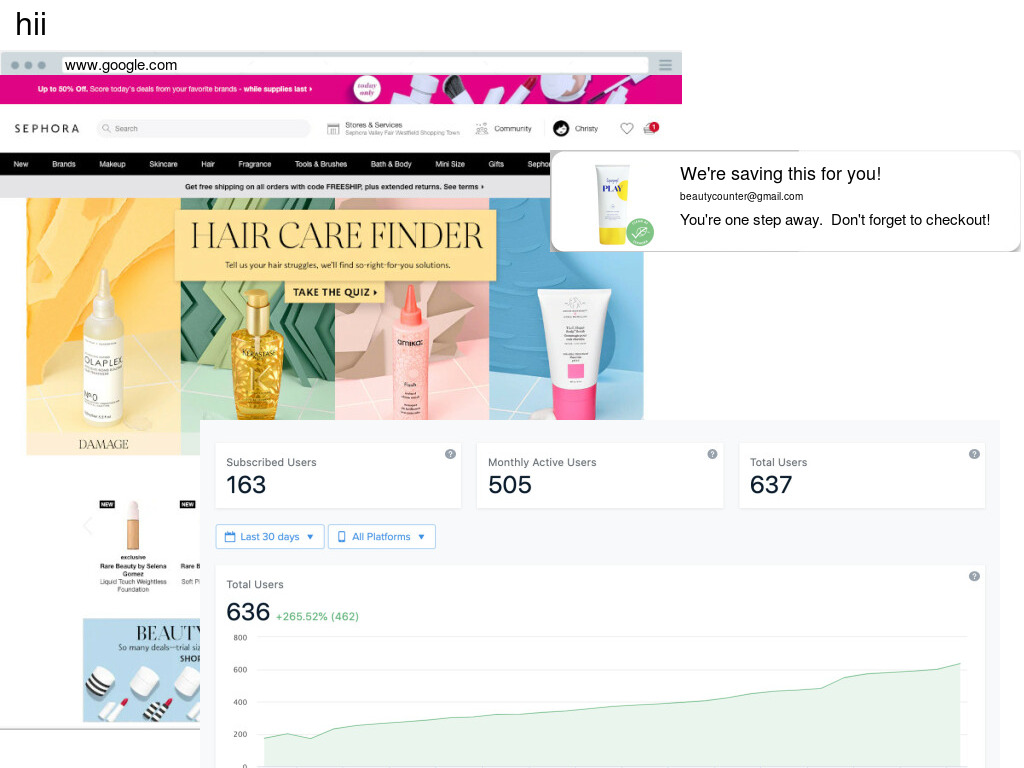 hii
www.google.com
Up to 50% Off. Score today's deals from your favorite brands - while supplies last ›
today only
SEPHORA
Search
Stores & Services
Sephora Valley Fair Westfield Shopping Town
Community
Christy
1
New Brands Makeup Skincare Hair Fragrance Tools & Brushes Bath & Body Mini Size Gifts Sepho
Get free shipping on all orders with code FREESHIP, plus extended returns. See terms ›
We're saving this for you!
beautycounter@gmail.com
You're one step away.  Don't forget to checkout!
PLAY
HAIR CARE FINDER
Tell us your hair struggles, we'll find so-right-for-you solutions.
TAKE THE QUIZ ›
OLAPLEX
Nº.0
KÉRASTASE
amika:
DAMAGE
NEW
NEW
exclusive
Rare Beauty by Selena
Gomez
Liquid Touch Weightless
Foundation
Rare B
Soft Pi
BEAUTY
So many deals—trial si
SHOP
Subscribed Users
163
Monthly Active Users
505
Total Users
637
Last 30 days
All Platforms
Total Users
636 +265.52% (462)
800
600
400
200
0